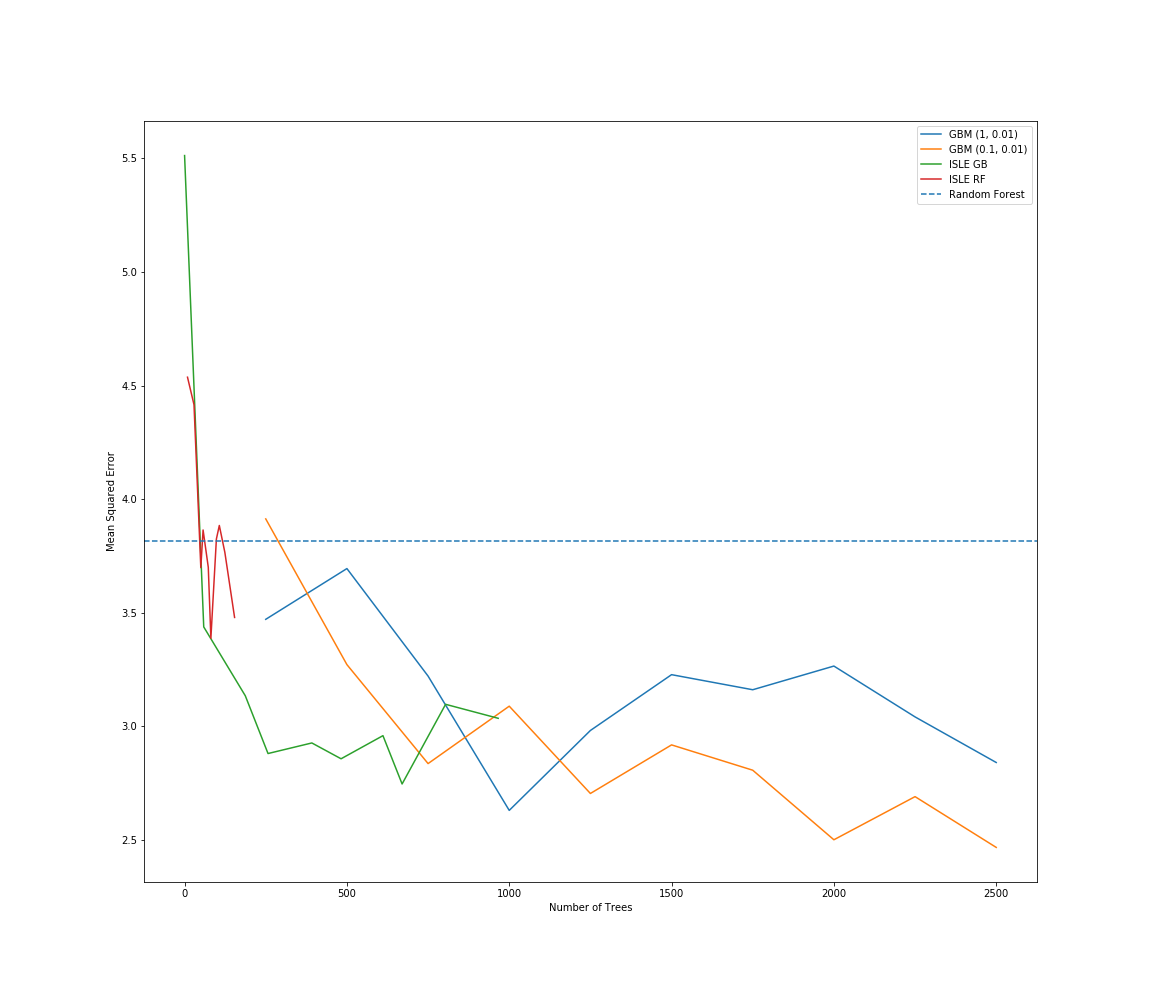 GBM (1, 0.01)
GBM (0.1, 0.01)
ISLE GB
ISLE RF
Random Forest
5.5
5.0
4.5
4.0
3.5
3.0
2.5
Mean Squared Error
0 500 1000 1500 2000 2500
Number of Trees